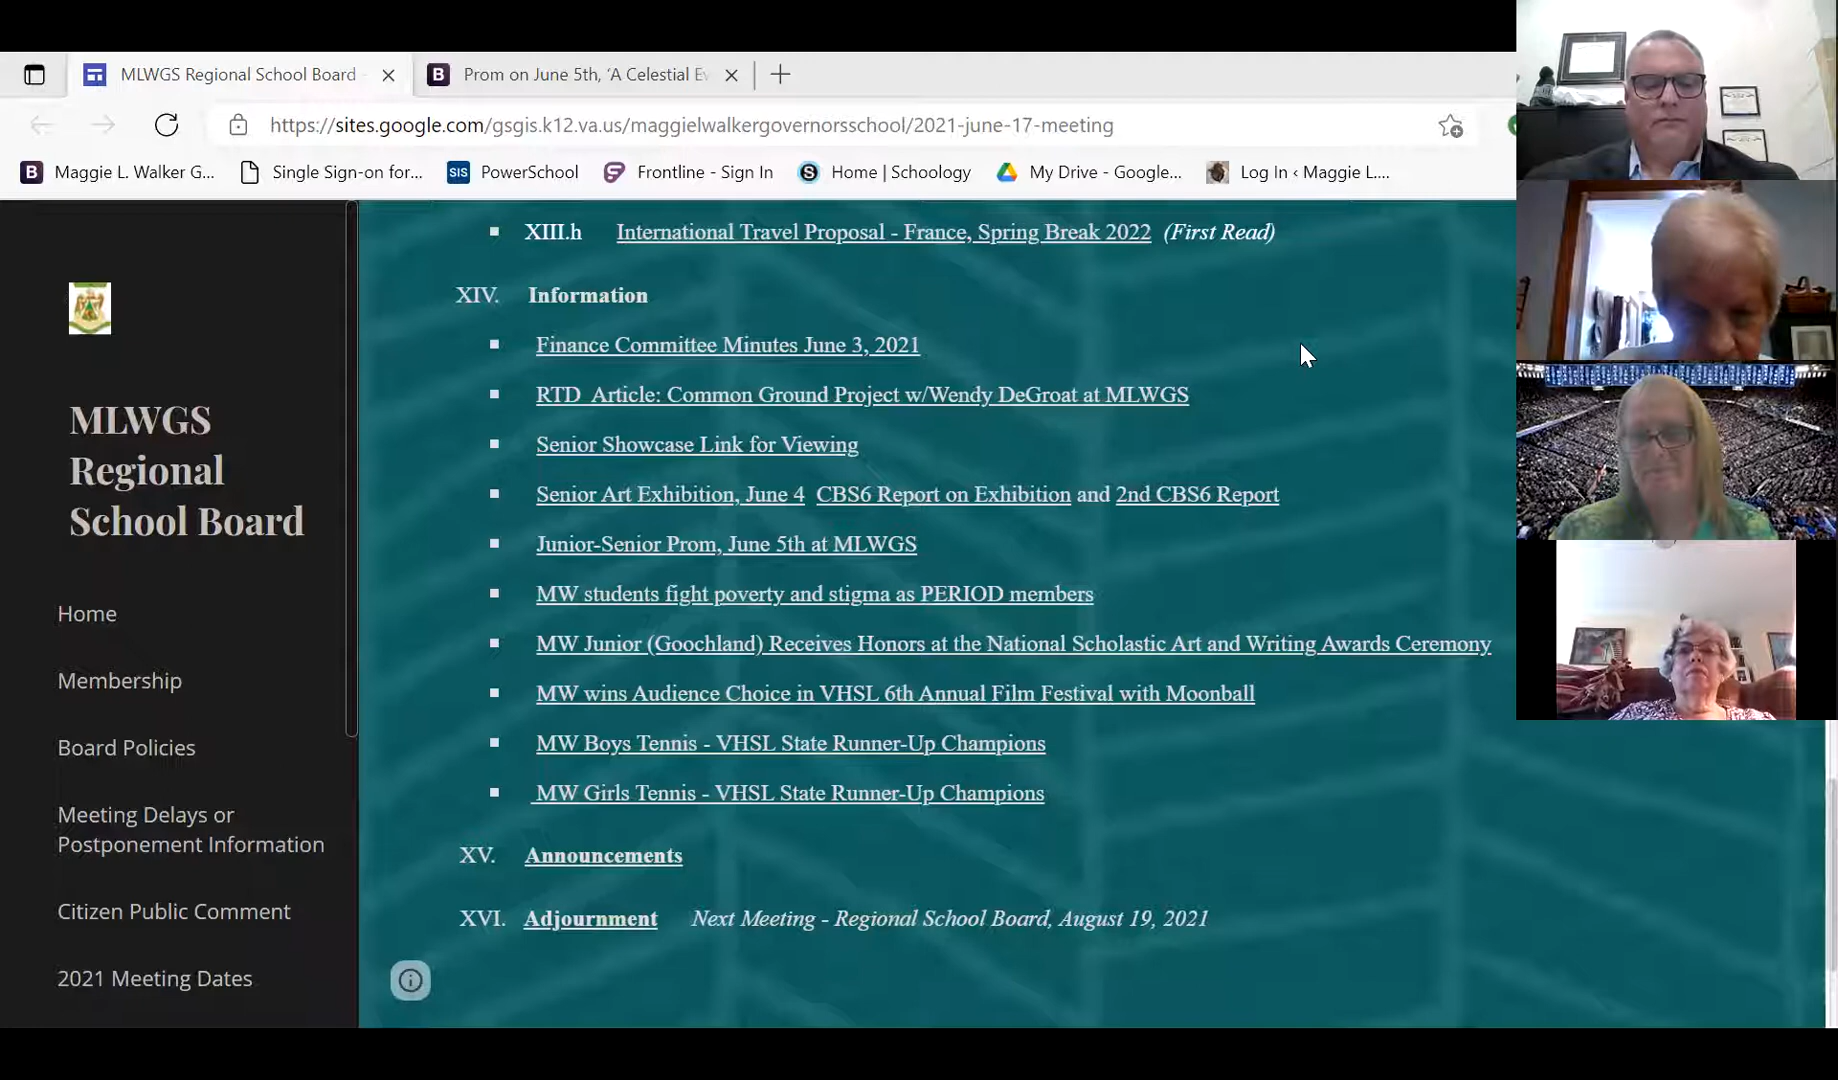 MLWGS Regional School Board -
Prom on June 5th, ‘A Celestial Ev
https://sites.google.com/gsgis.k12.va.us/maggielwalkergovernorsschool/2021-june-17-meeting
Maggie L. Walker G...
Single Sign-on for...
SIS PowerSchool
Frontline - Sign In
Home | Schoology
My Drive - Google...
Log In ‹ Maggie L....
MLWGS
Regional
School Board
Home
Membership
Board Policies
Meeting Delays or
Postponement Information
Citizen Public Comment
2021 Meeting Dates
XIII.h International Travel Proposal - France, Spring Break 2022 (First Read)
XIV. Information
Finance Committee Minutes June 3, 2021
RTD Article: Common Ground Project w/Wendy DeGroat at MLWGS
Senior Showcase Link for Viewing
Senior Art Exhibition, June 4 CBS6 Report on Exhibition and 2nd CBS6 Report
Junior-Senior Prom, June 5th at MLWGS
MW students fight poverty and stigma as PERIOD members
MW Junior (Goochland) Receives Honors at the National Scholastic Art and Writing Awards Ceremony
MW wins Audience Choice in VHSL 6th Annual Film Festival with Moonball
MW Boys Tennis - VHSL State Runner-Up Champions
MW Girls Tennis - VHSL State Runner-Up Champions
XV. Announcements
XVI. Adjournment Next Meeting - Regional School Board, August 19, 2021